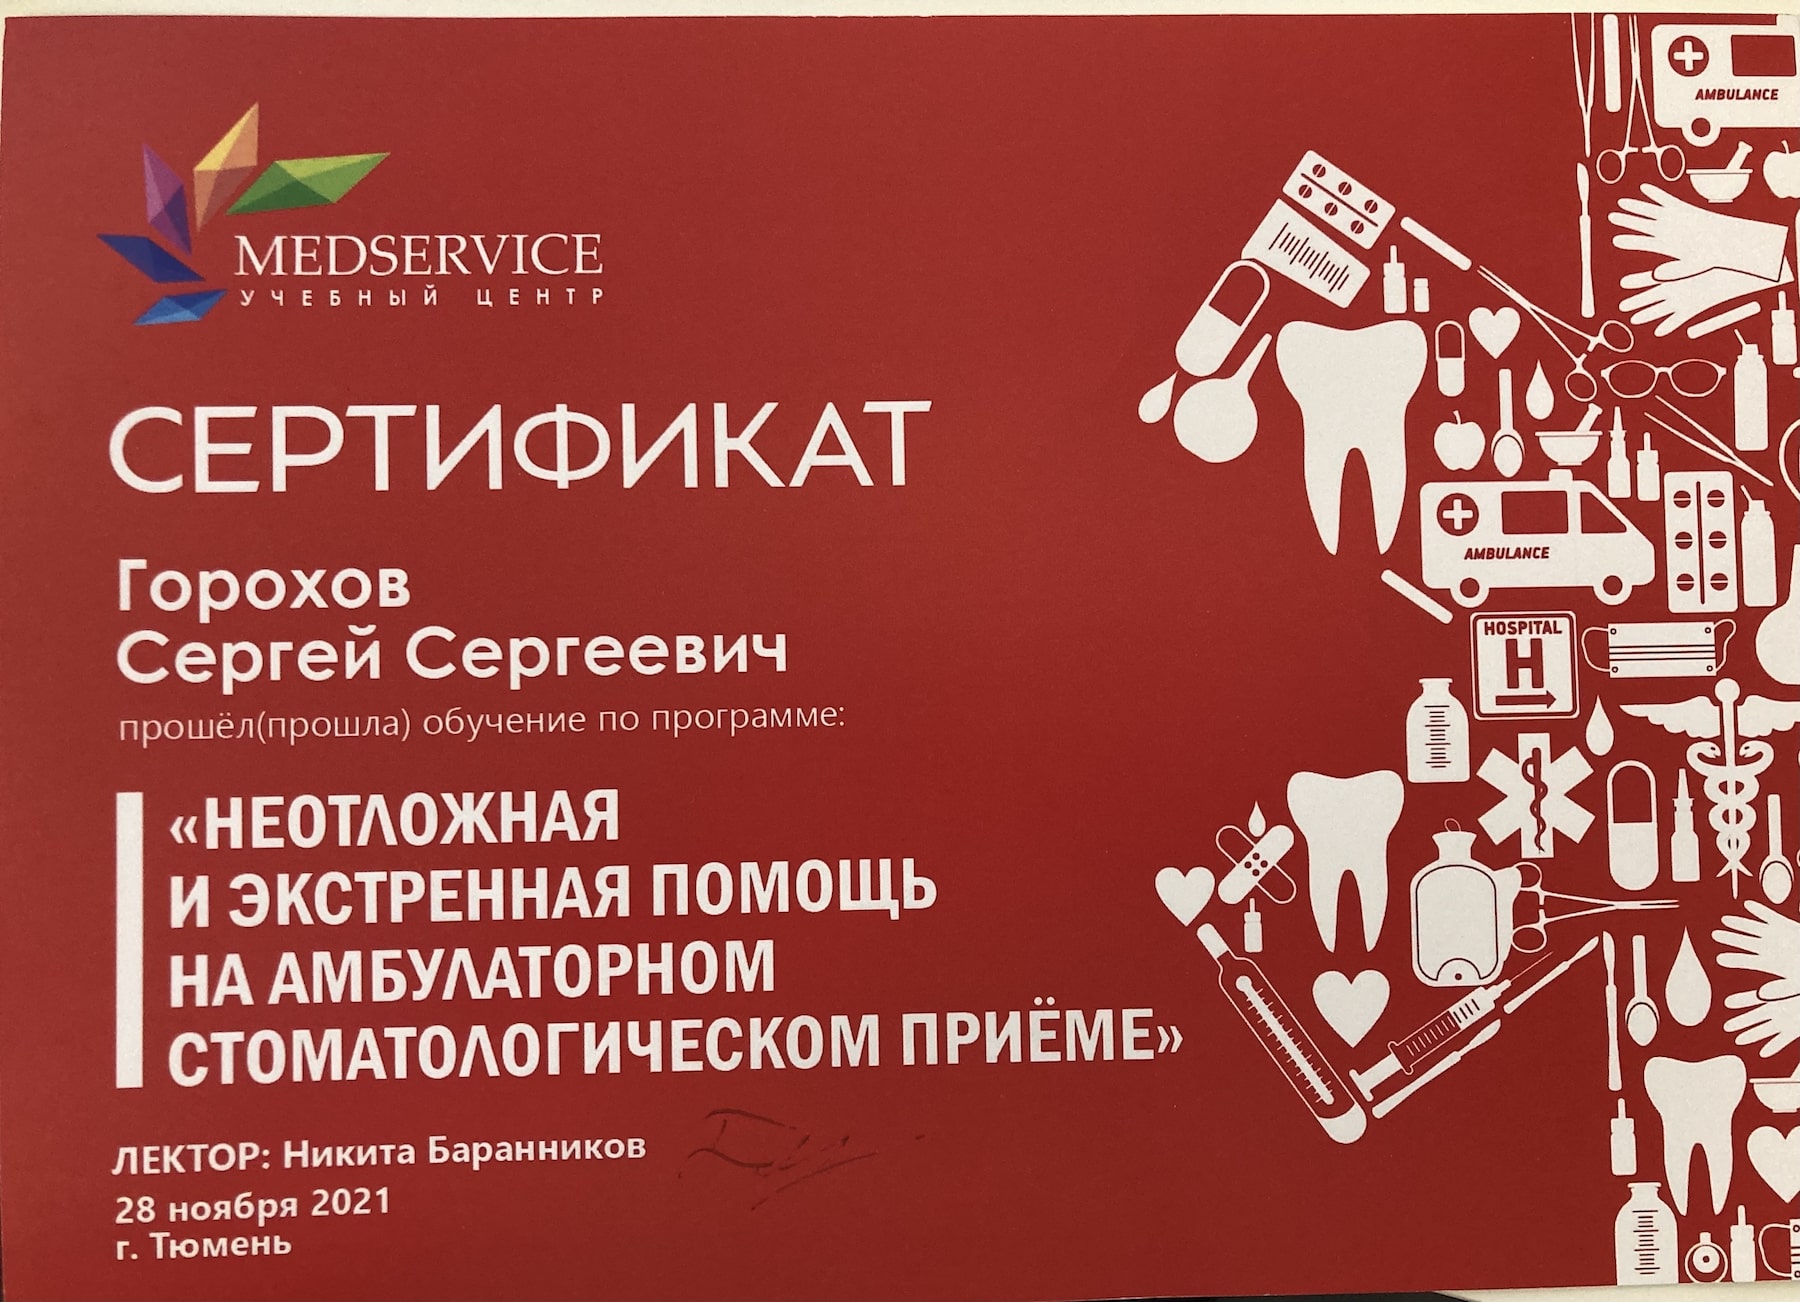 MEDSERVICE
УЧЕБНЫЙ ЦЕНТР
СЕРТИФИКАТ
Горохов
Сергей Сергеевич
прошёл(прошла) обучение по программе:
«НЕОТЛОЖНАЯ
И ЭКСТРЕННАЯ ПОМОЩЬ
НА АМБУЛАТОРНОМ
СТОМАТОЛОГИЧЕСКОМ ПРИЁМЕ»
ЛЕКТОР: Никита Баранников
28 ноября 2021
г. Тюмень
AMBULANCE
AMBULANCE
HOSPITAL
H